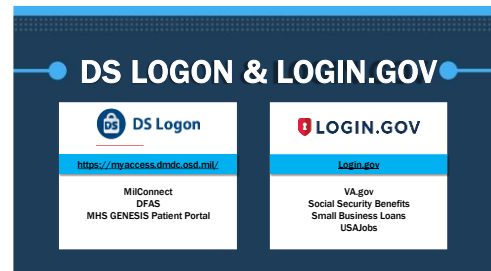 DS LOGON & LOGIN.GOV
DS DS Logon
https://myaccess.dmdc.osd.mil/
MilConnect
DFAS
MHS GENESIS Patient Portal
LOGIN.GOV
Login.gov
VA.gov
Social Security Benefits
Small Business Loans
USAJobs